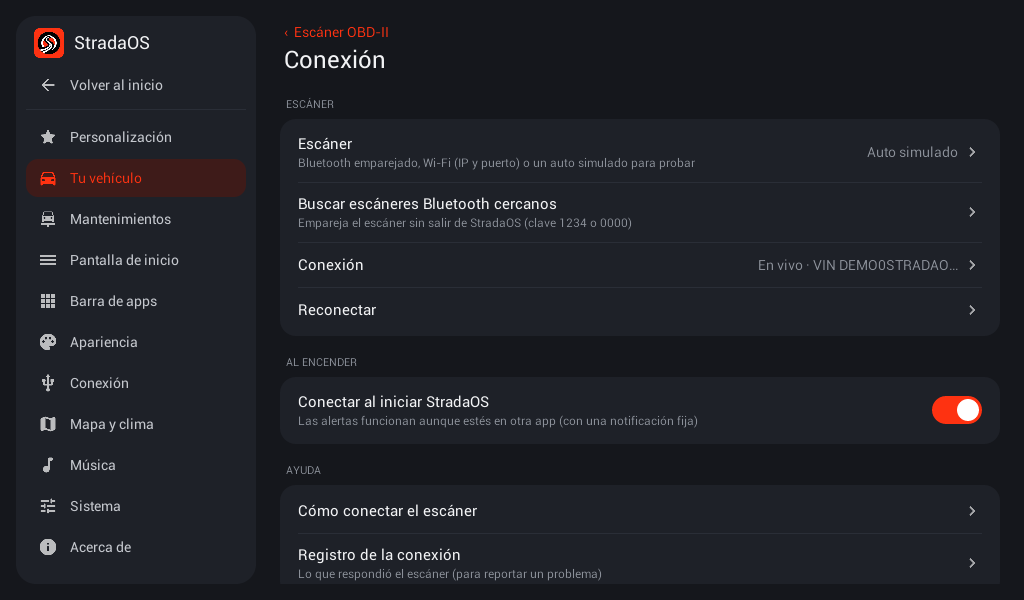 StradaOS
Volver al inicio
Personalización
Tu vehículo
Mantenimientos
Pantalla de inicio
Barra de apps
Apariencia
Conexión
Mapa y clima
Música
Sistema
Acerca de
‹ Escáner OBD-II
Conexión
ESCÁNER
Escáner
Bluetooth emparejado, Wi-Fi (IP y puerto) o un auto simulado para probar
Auto simulado
Buscar escáneres Bluetooth cercanos
Empareja el escáner sin salir de StradaOS (clave 1234 o 0000)
Conexión
En vivo · VIN DEMO0STRADAO…
Reconectar
AL ENCENDER
Conectar al iniciar StradaOS
Las alertas funcionan aunque estés en otra app (con una notificación fija)
AYUDA
Cómo conectar el escáner
Registro de la conexión
Lo que respondió el escáner (para reportar un problema)